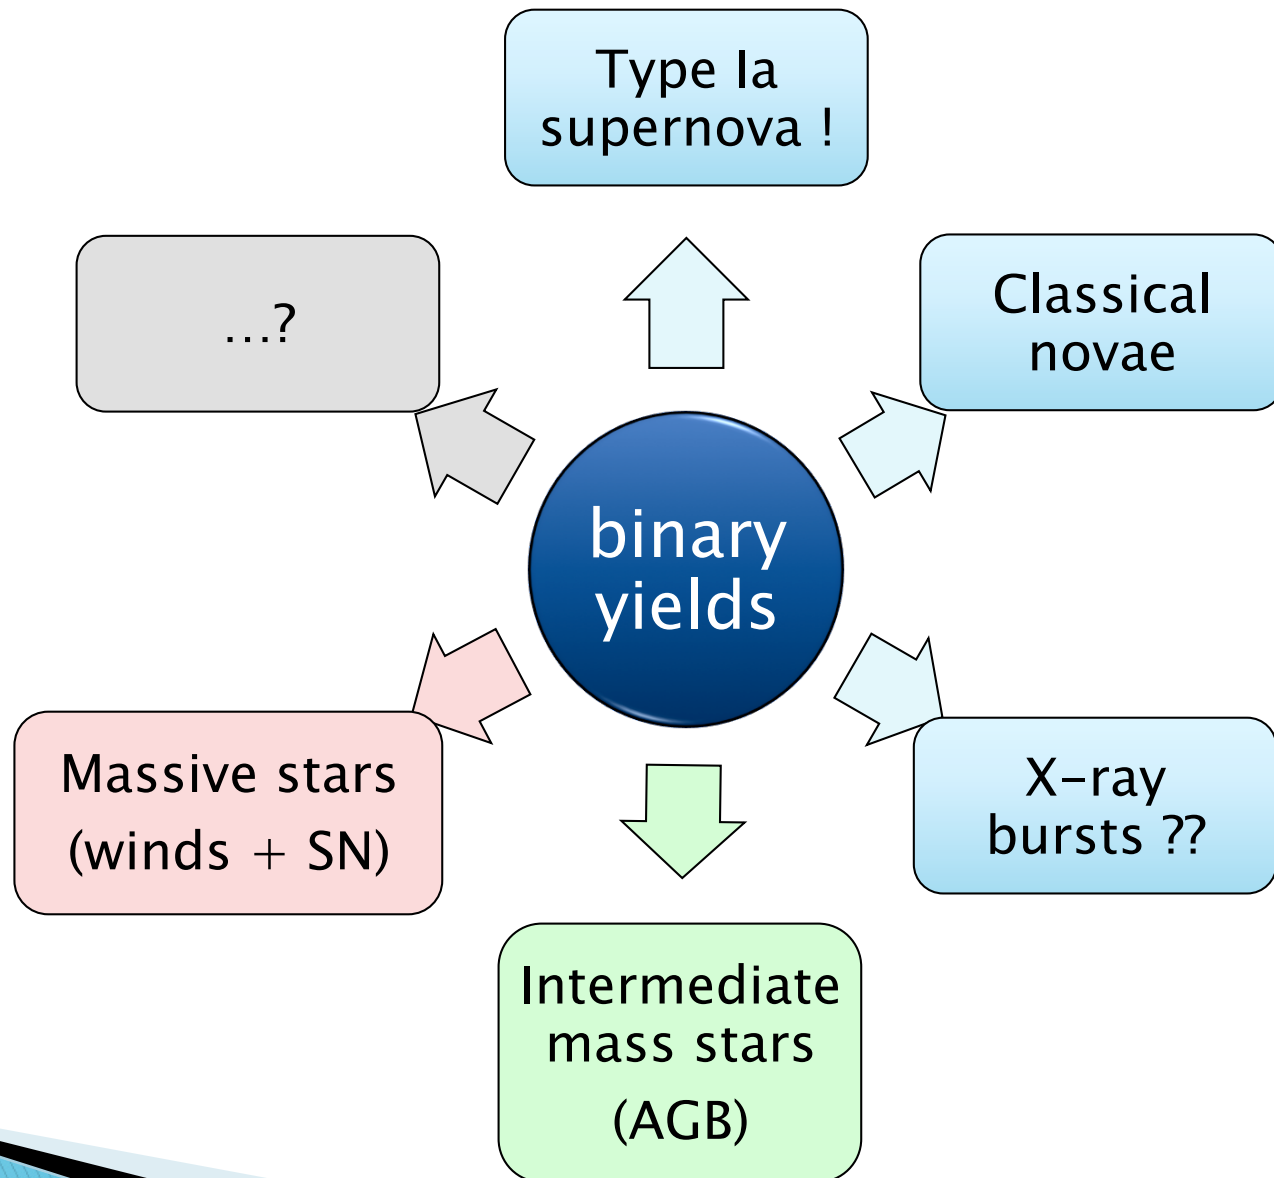 Type Ia
supernova !
…?
Classical
novae
binary
yields
Massive stars
(winds + SN)
X-ray
bursts ??
Intermediate
mass stars
(AGB)